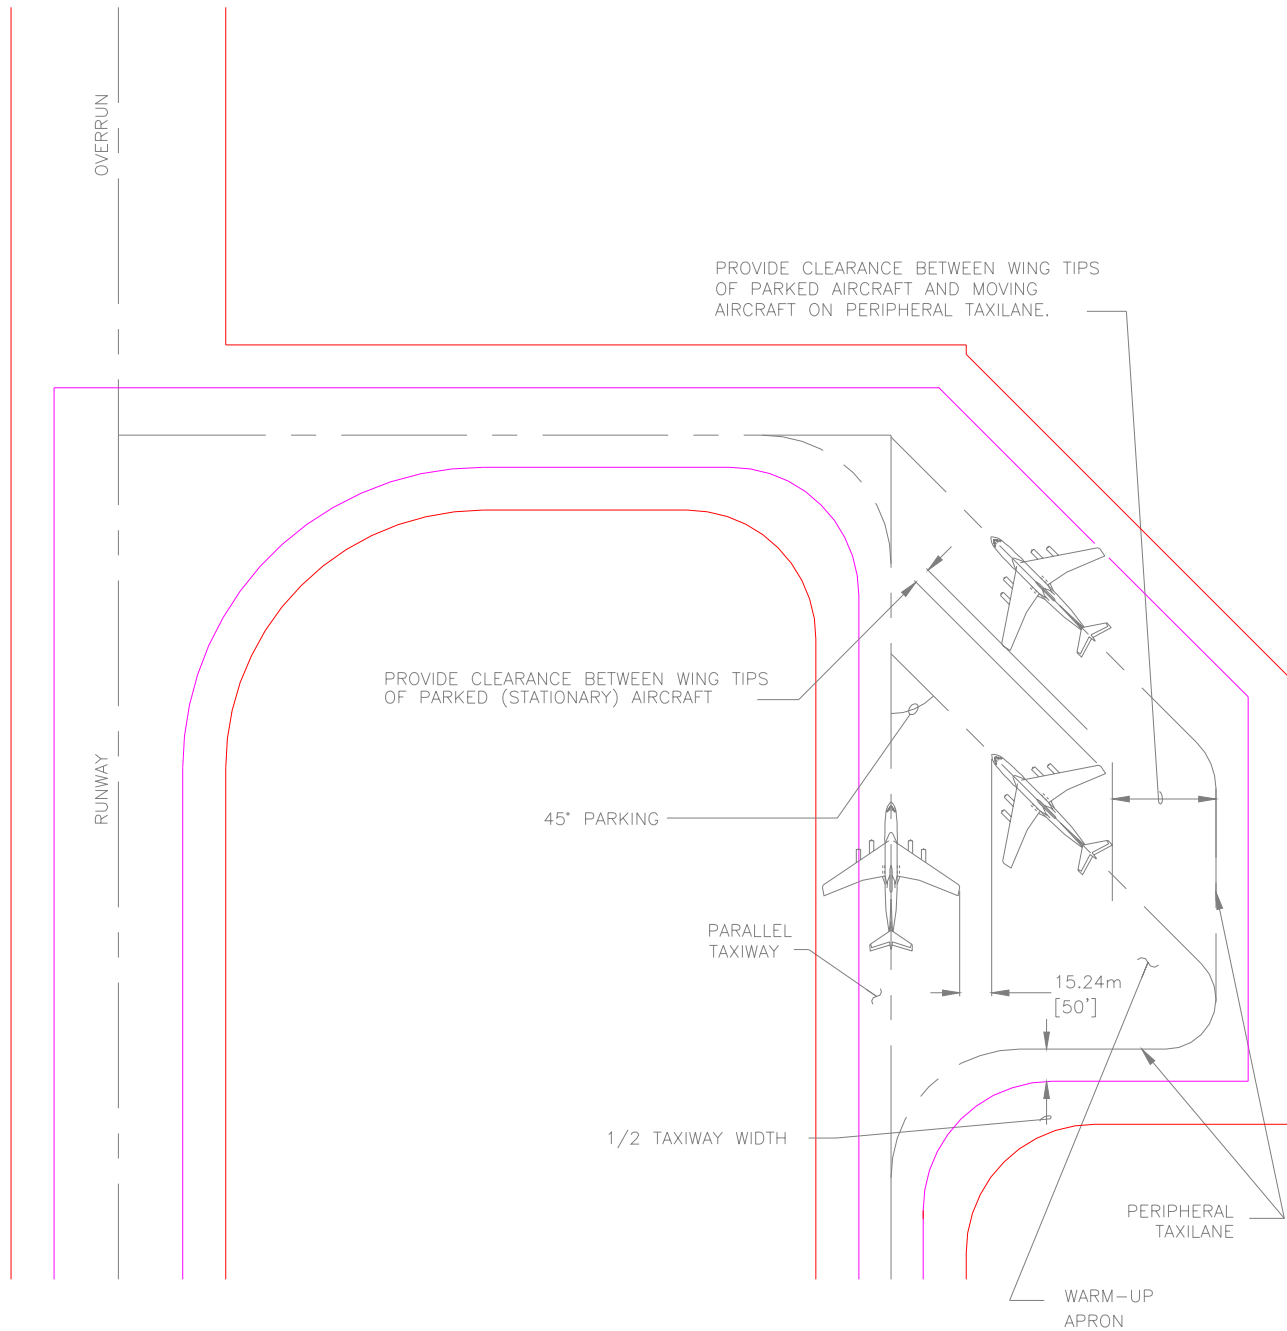 OVERRUN
PROVIDE CLEARANCE BETWEEN WING TIPS
OF PARKED AIRCRAFT AND MOVING
AIRCRAFT ON PERIPHERAL TAXILANE.
PROVIDE CLEARANCE BETWEEN WING TIPS
OF PARKED (STATIONARY) AIRCRAFT
RUNWAY
45° PARKING
PARALLEL
TAXIWAY
15.24m
[50']
1/2 TAXIWAY WIDTH
PERIPHERAL
TAXILANE
WARM-UP
APRON